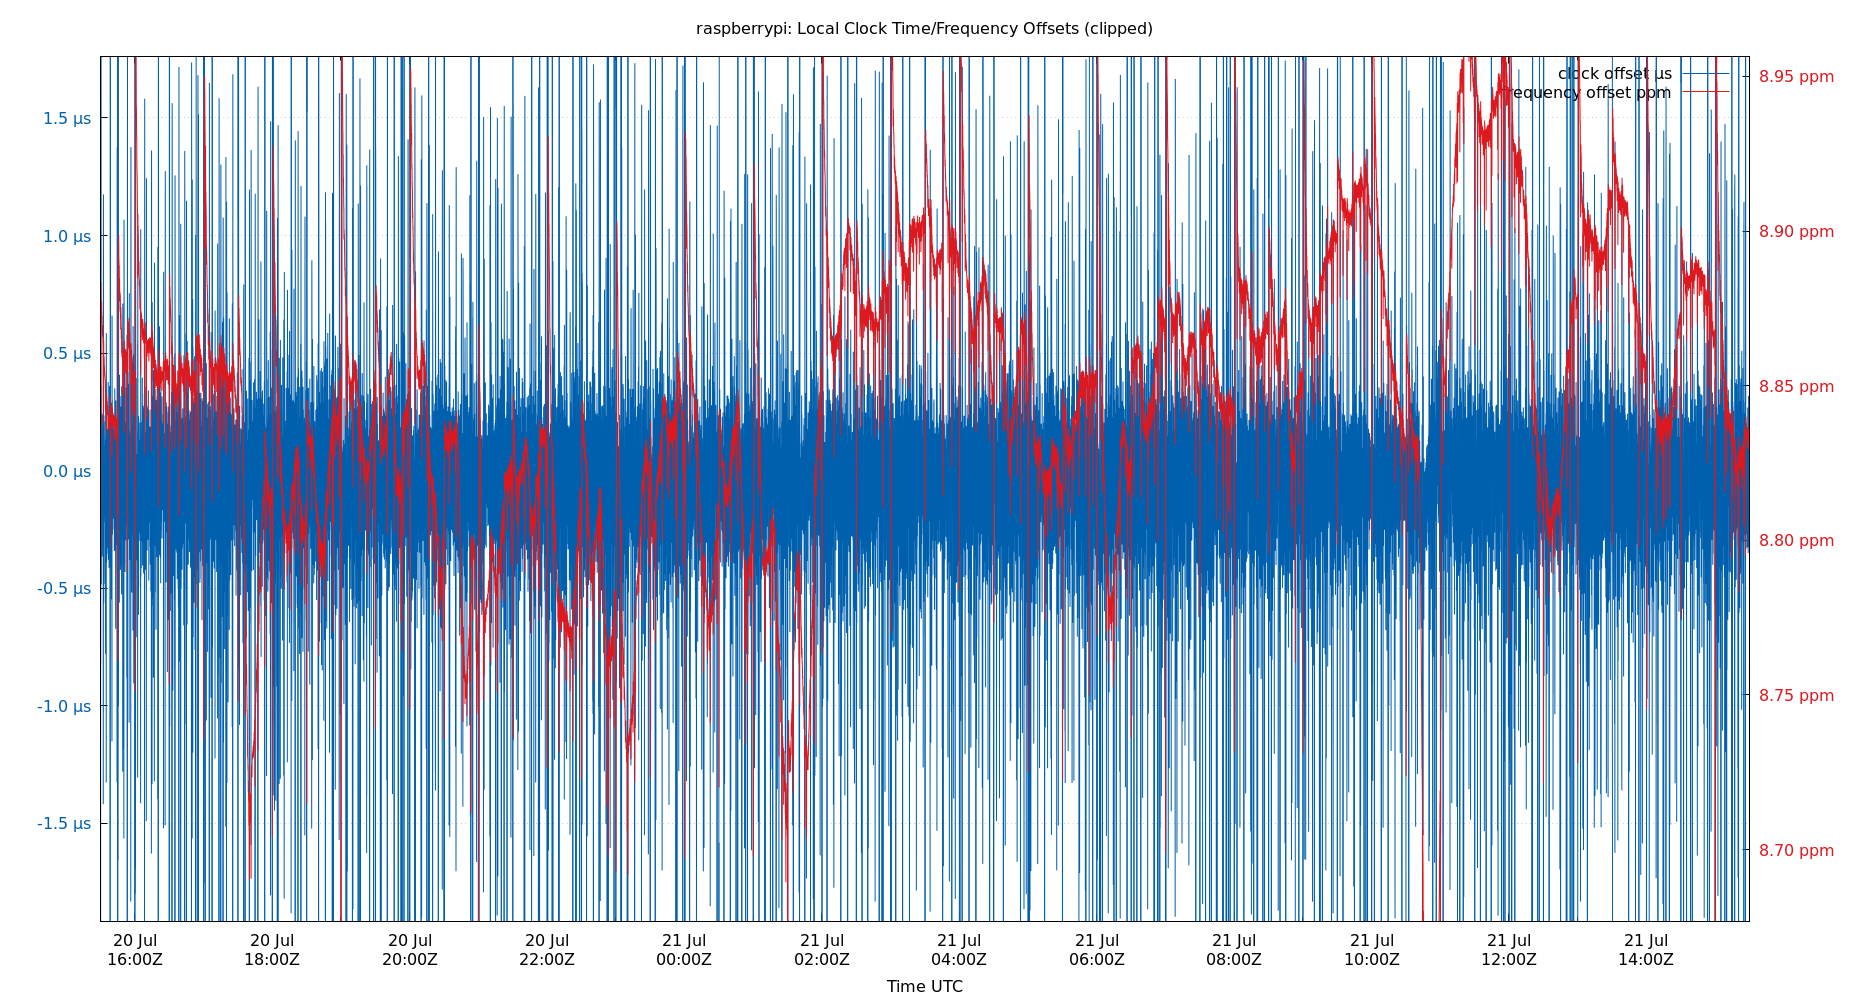 raspberrypi: Local Clock Time/Frequency Offsets (clipped)
clock offset µs
frequency offset ppm
1.5 µs
1.0 µs
0.5 µs
0.0 µs
-0.5 µs
-1.0 µs
-1.5 µs
8.95 ppm
8.90 ppm
8.85 ppm
8.80 ppm
8.75 ppm
8.70 ppm
20 Jul 20 Jul 20 Jul 20 Jul 21 Jul 21 Jul 21 Jul 21 Jul 21 Jul 21 Jul 21 Jul 21 Jul
16:00Z 18:00Z 20:00Z 22:00Z 00:00Z 02:00Z 04:00Z 06:00Z 08:00Z 10:00Z 12:00Z 14:00Z
Time UTC